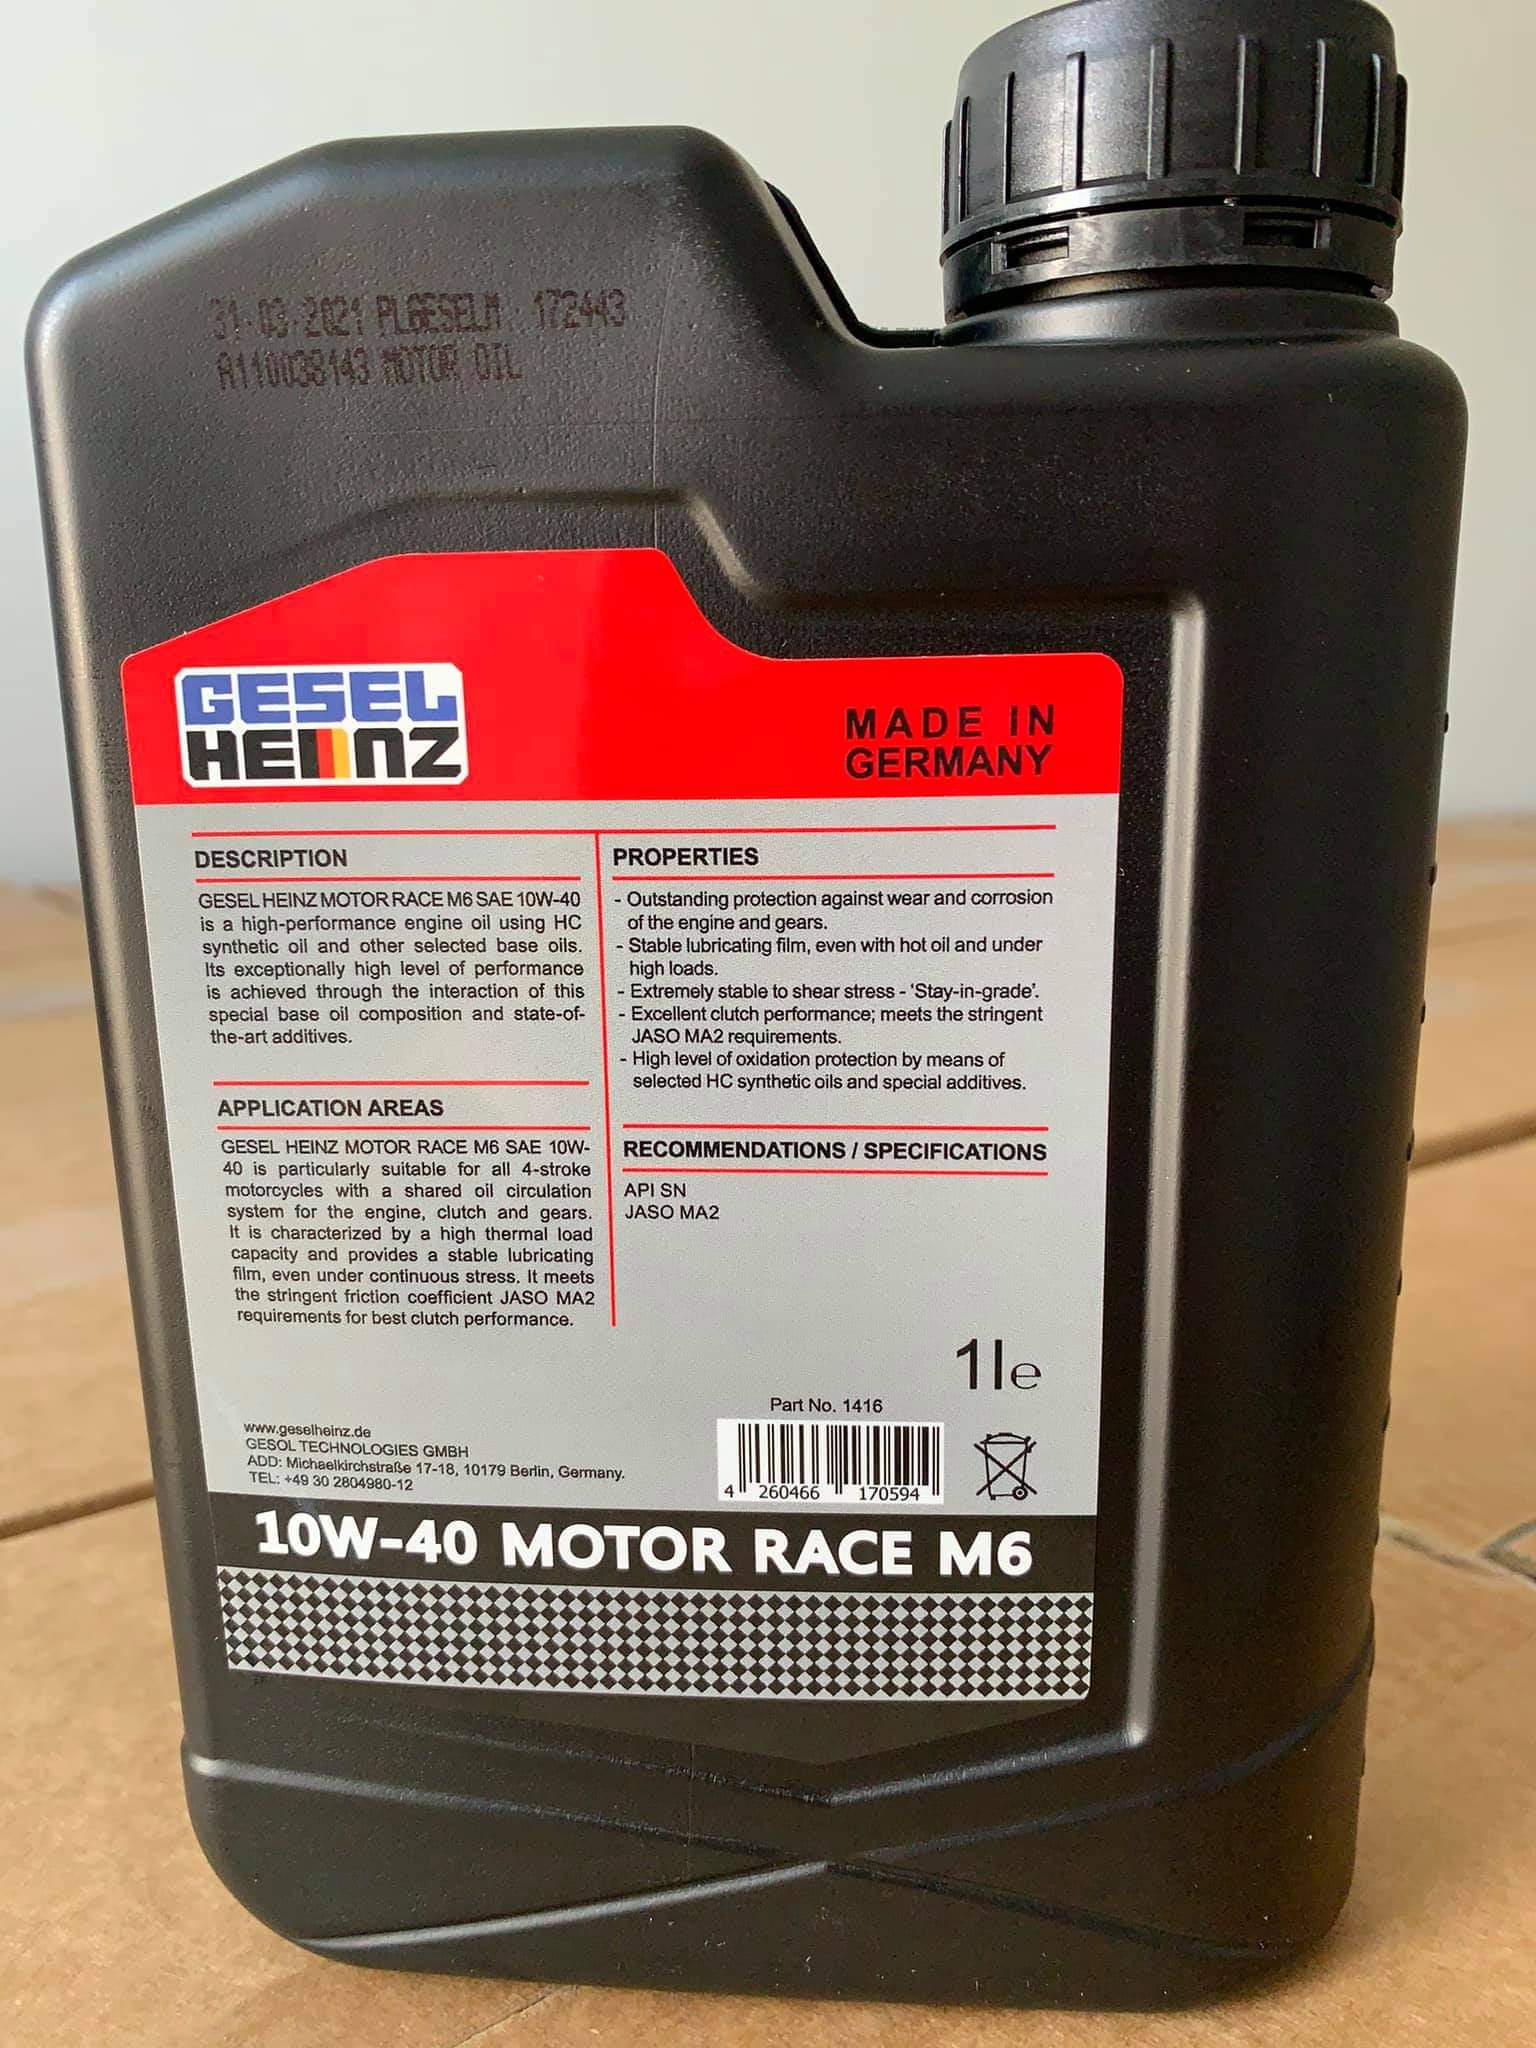 31-03-2021 PLGESELM 172443
A110038143 MOTOR OIL
GESEL
HEINZ
MADE IN
GERMANY
DESCRIPTION
GESEL HEINZ MOTOR RACE M6 SAE 10W-40
is a high-performance engine oil using HC
synthetic oil and other selected base oils.
Its exceptionally high level of performance
is achieved through the interaction of this
special base oil composition and state-of-
the-art additives.
APPLICATION AREAS
GESEL HEINZ MOTOR RACE M6 SAE 10W-
40 is particularly suitable for all 4-stroke
motorcycles with a shared oil circulation
system for the engine, clutch and gears.
It is characterized by a high thermal load
capacity and provides a stable lubricating
film, even under continuous stress. It meets
the stringent friction coefficient JASO MA2
requirements for best clutch performance.
PROPERTIES
- Outstanding protection against wear and corrosion
of the engine and gears.
- Stable lubricating film, even with hot oil and under
high loads.
- Extremely stable to shear stress - ‘Stay-in-grade’.
- Excellent clutch performance; meets the stringent
JASO MA2 requirements.
- High level of oxidation protection by means of
selected HC synthetic oils and special additives.
RECOMMENDATIONS / SPECIFICATIONS
API SN
JASO MA2
1l e
Part No. 1416
4 260466 170594
www.geselheinz.de
GESOL TECHNOLOGIES GMBH
ADD: Michaelkirchstraße 17-18, 10179 Berlin, Germany.
TEL: +49 30 2804980-12
10W-40 MOTOR RACE M6